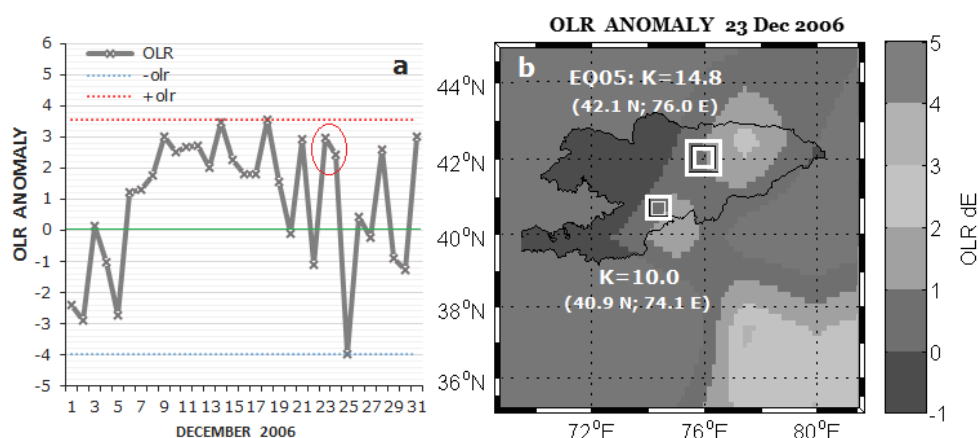 OLR ANOMALY 23 Dec 2006
a
OLR
-olr
+olr
6
5
4
3
2
1
0
-1
-2
-3
-4
-5
OLR ANOMALY
1 3 5 7 9 11 13 15 17 19 21 23 25 27 29 31
DECEMBER 2006
b
EQ05: K=14.8
(42.1 N; 76.0 E)
K=10.0
(40.9 N; 74.1 E)
44°N
42°N
40°N
38°N
36°N
72°E 76°E 80°E
5
4
3
2
1
0
-1
OLR dE